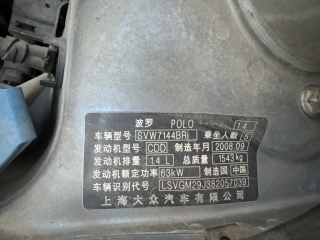 波罗 POLO
车辆型号 SVW7144BRi 乘坐人数 5
发动机型号 CDD 制造年月 2008.09
发动机排量 1.4 L 总质量 1543 kg
发动机额定功率 63kW 制造国 中国
车辆识别代号 LSVGM29J382057039
上海大众汽车有限公司